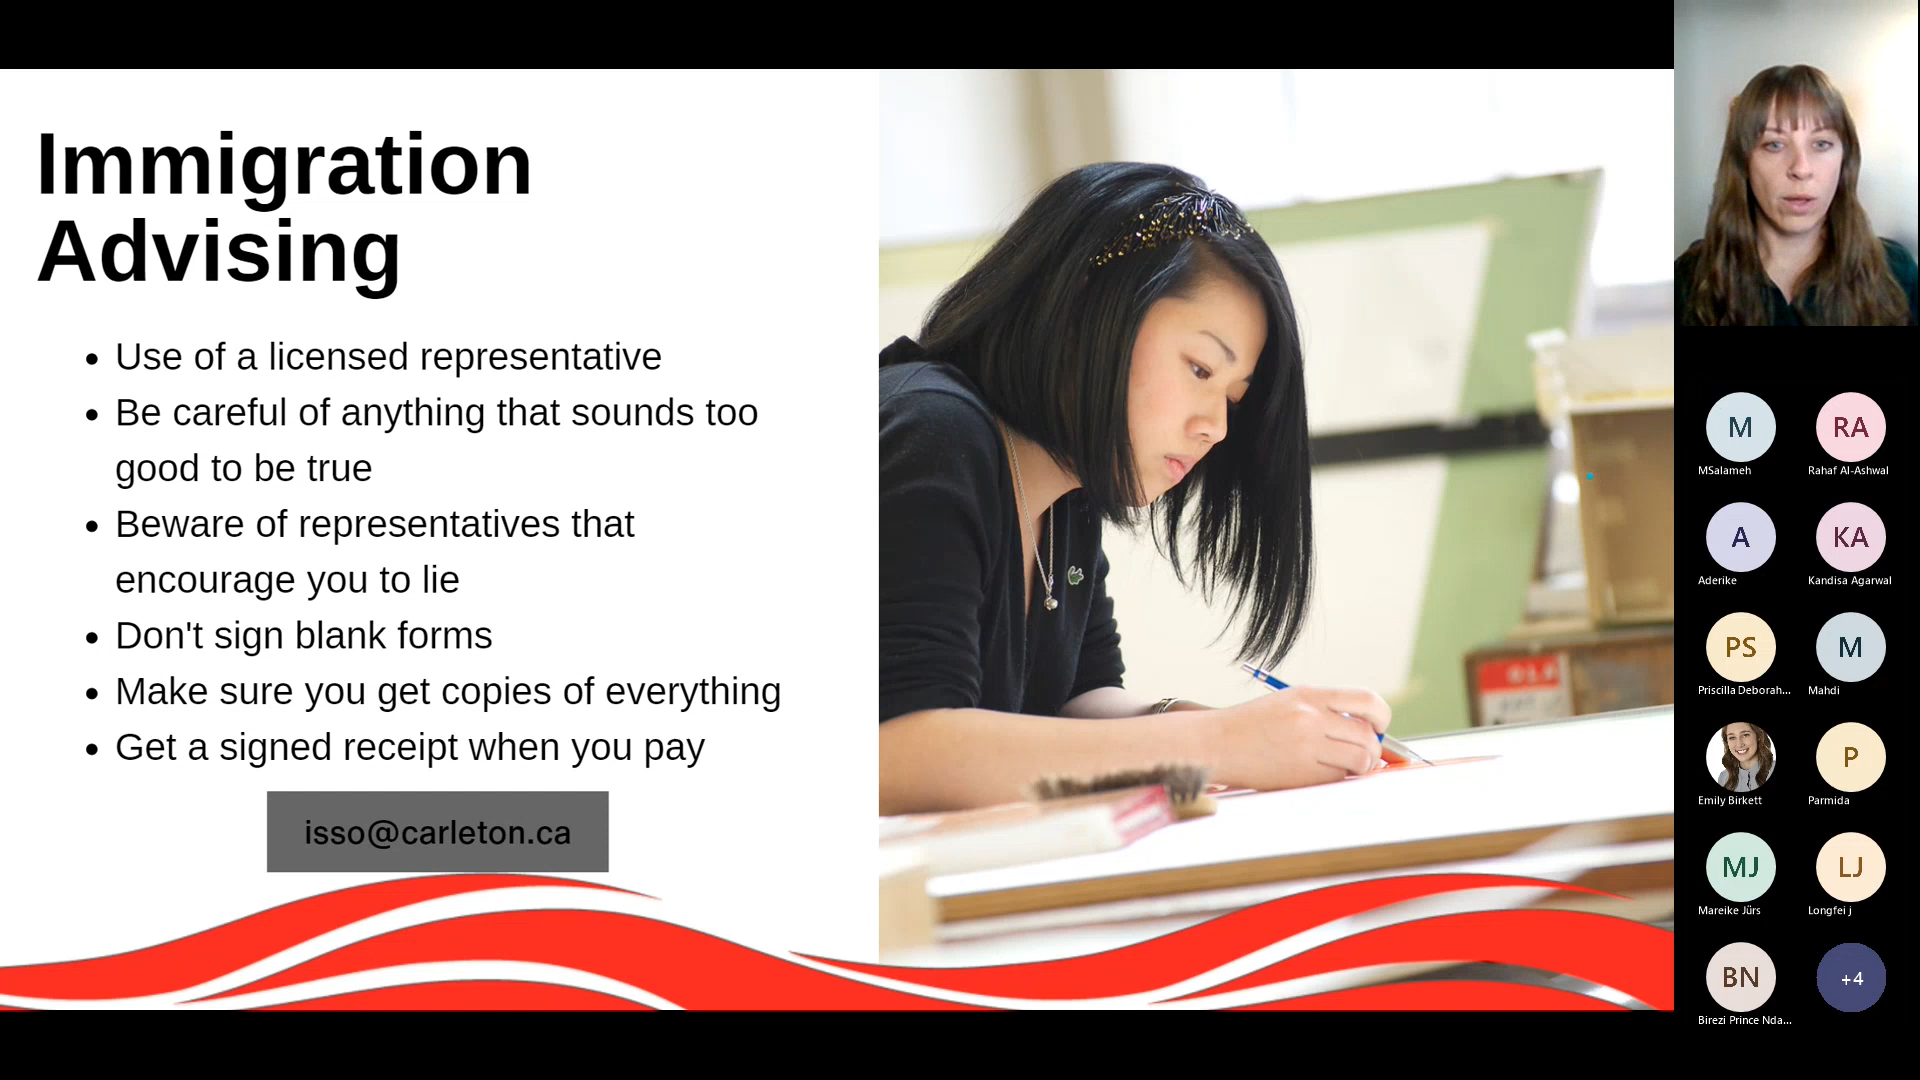 Immigration
Advising
• Use of a licensed representative
• Be careful of anything that sounds too
good to be true
• Beware of representatives that
encourage you to lie
• Don't sign blank forms
• Make sure you get copies of everything
• Get a signed receipt when you pay
isso@carleton.ca
M
MSalameh
RA
Rahaf Al-Ashwal
A
Aderike
KA
Kandisa Agarwal
PS
Priscilla Deborah...
M
Mahdi
Emily Birkett
P
Parmida
MJ
Mareike Jürs
LJ
Longfei j
BN
Birezi Prince Nda...
+4